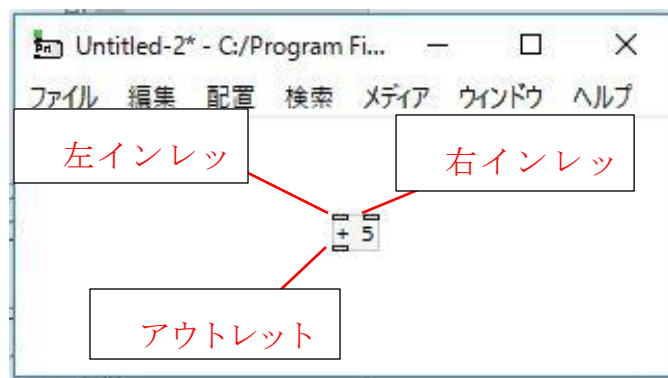 Untitled-2* - C:/Program Fi...
ファイル 編集 配置 検索 メディア ウィンドウ ヘルプ
左インレッ
右インレッ
+ 5
アウトレット